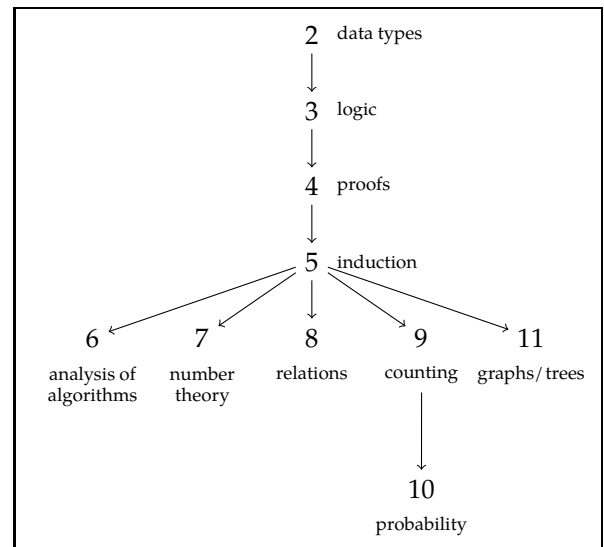 2 data types
3 logic
4 proofs
5 induction
6 7 8 9 11
analysis of number relations counting graphs/trees
algorithms theory
10
probability